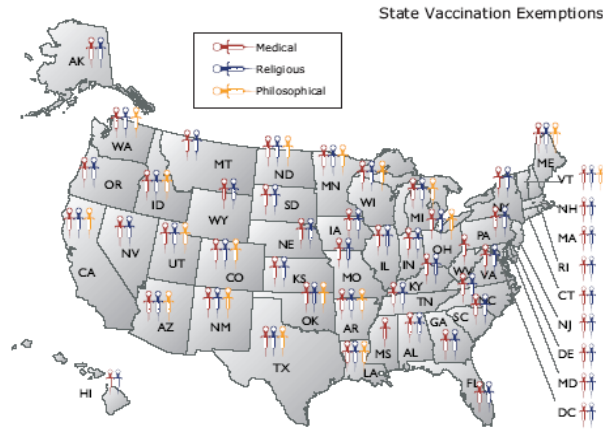 State Vaccination Exemptions
Medical
Religious
Philosophical
AK
WA
MT
ND
MN
ME
VT
OR
ID
WY
SD
WI
MI
NY
NH
MA
NV
UT
CO
NE
IA
IL
IN
OH
PA
RI
CA
KS
MO
KY
WV
VA
CT
AZ
NM
OK
AR
TN
NC
NJ
TX
LA
MS
AL
GA
SC
DE
HI
FL
MD
DC